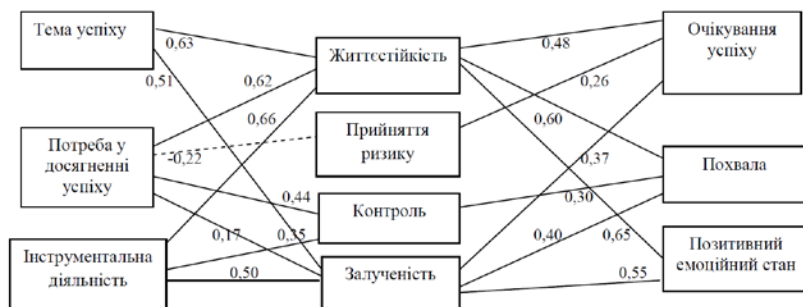 Тема успіху
0,63
0,51
Життєстійкість
0,48
Очікування
успіху
0,62
0,66
0,26
0,60
Потреба у
досягненні
успіху
-0,22
Прийняття
ризику
0,37
Похвала
0,44
0,17
0,35
Контроль
0,30
0,40
0,65
Інструментальна
діяльність
0,50
Залученість
0,55
Позитивний
емоційний стан